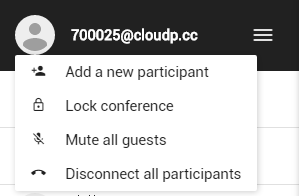 700025@cloudp.cc
Add a new participant
Lock conference
Mute all guests
Disconnect all participants